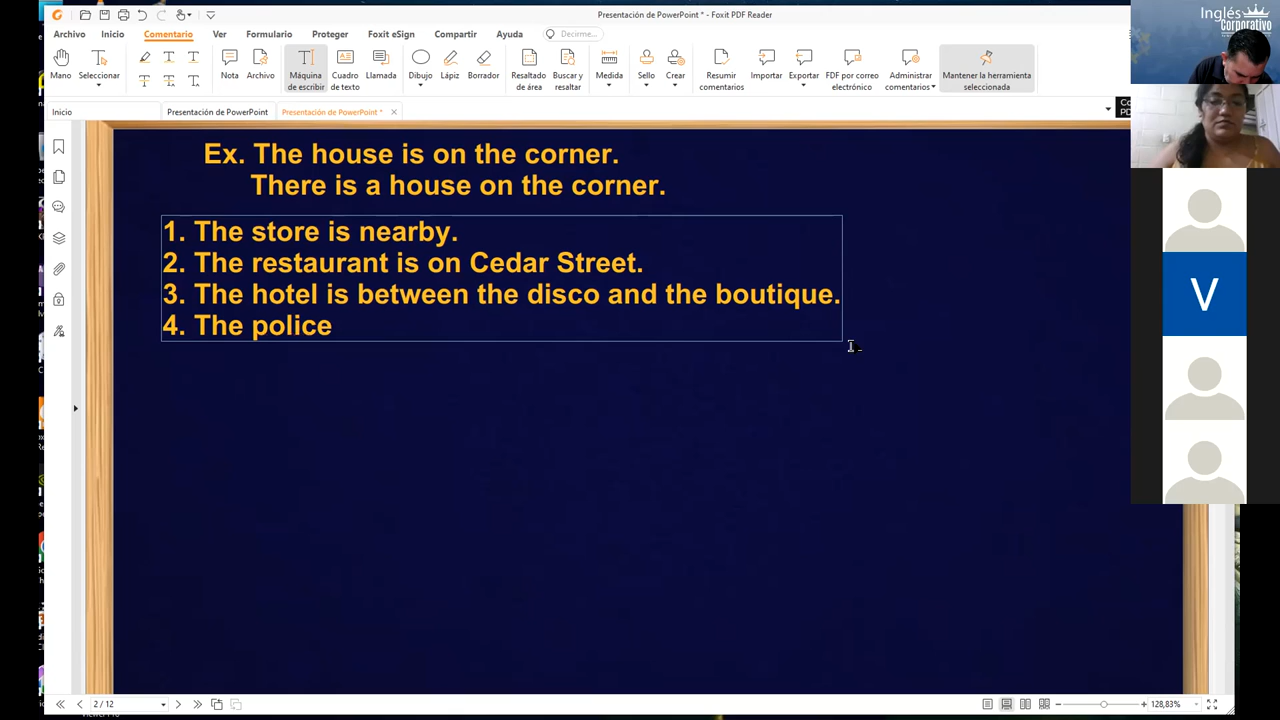 Presentación de PowerPoint * - Foxit PDF Reader
Inglés
Corporativo
Archivo Inicio Comentario Ver Formulario Proteger Foxit eSign Compartir Ayuda Decirme...
Mano Seleccionar Nota Archivo Máquina de escribir Cuadro de texto Llamada Dibujo Lápiz Borrador Resaltado de área Buscar y resaltar Medida Sello Crear Resumir comentarios Importar Exportar FDF por correo electrónico Administrar comentarios Mantener la herramienta seleccionada
Inicio Presentación de PowerPoint Presentación de PowerPoint *
Ex. The house is on the corner.
There is a house on the corner.
1. The store is nearby.
2. The restaurant is on Cedar Street.
3. The hotel is between the disco and the boutique.
4. The police
V
2 / 12 128,83%